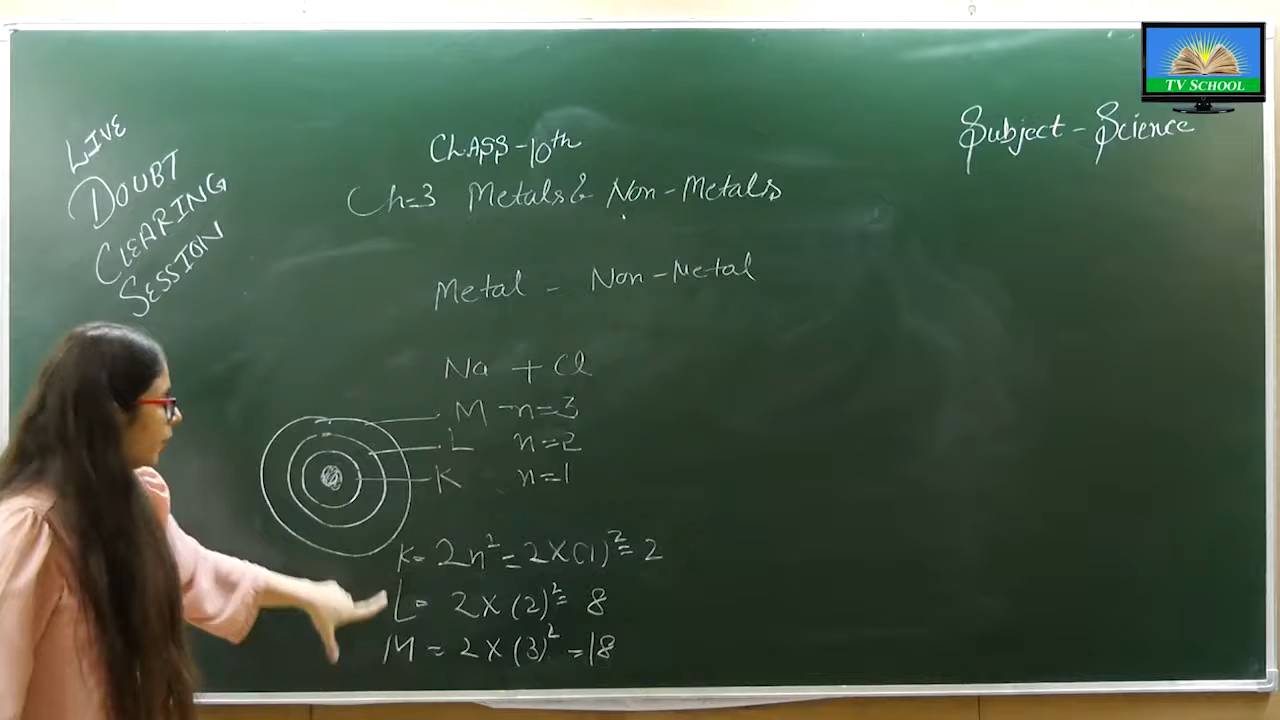 TV SCHOOL
Subject - Science
LIVE
DOUBT
CLEARING
SESSION
CLASS - 10th
Ch=3 Metals & Non-Metals
Metal - Non-Metal
Na + Cl
M - n=3
L n=2
K n=1
K= 2n²= 2×(1)²= 2
L= 2×(2)²= 8
M = 2×(3)² =18